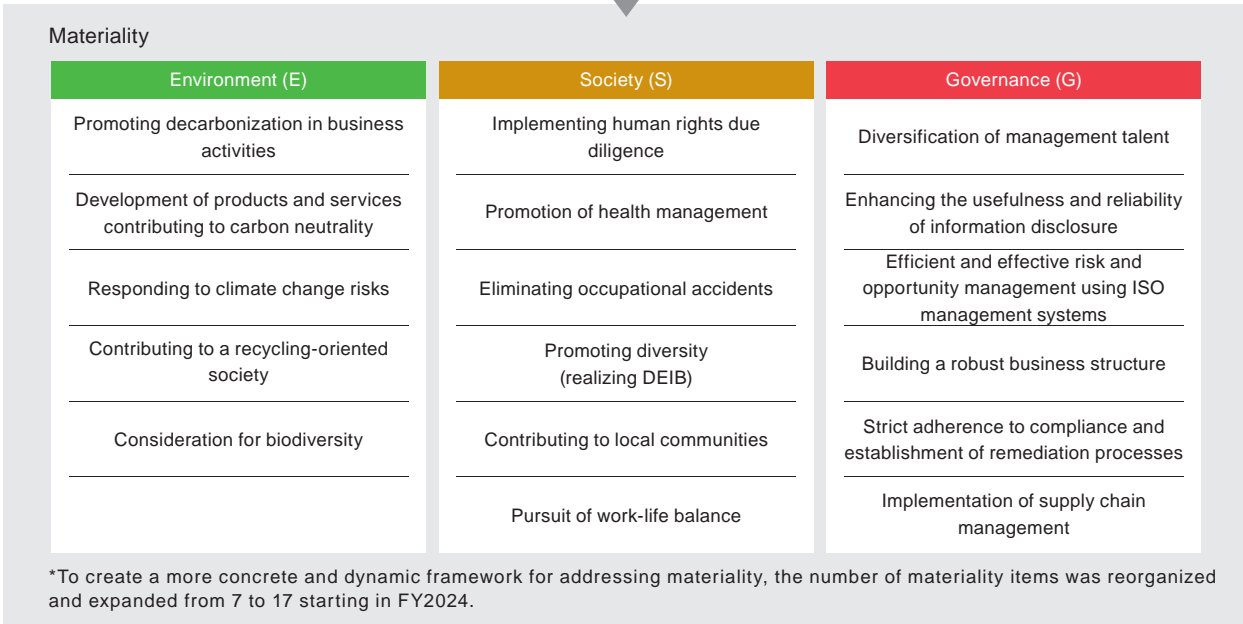 Materiality
Environment (E)
Promoting decarbonization in business
activities
Development of products and services
contributing to carbon neutrality
Responding to climate change risks
Contributing to a recycling-oriented
society
Consideration for biodiversity
Society (S)
Implementing human rights due
diligence
Promotion of health management
Eliminating occupational accidents
Promoting diversity
(realizing DEIB)
Contributing to local communities
Pursuit of work-life balance
Governance (G)
Diversification of management talent
Enhancing the usefulness and reliability
of information disclosure
Efficient and effective risk and
opportunity management using ISO
management systems
Building a robust business structure
Strict adherence to compliance and
establishment of remediation processes
Implementation of supply chain
management
*To create a more concrete and dynamic framework for addressing materiality, the number of materiality items was reorganized
and expanded from 7 to 17 starting in FY2024.